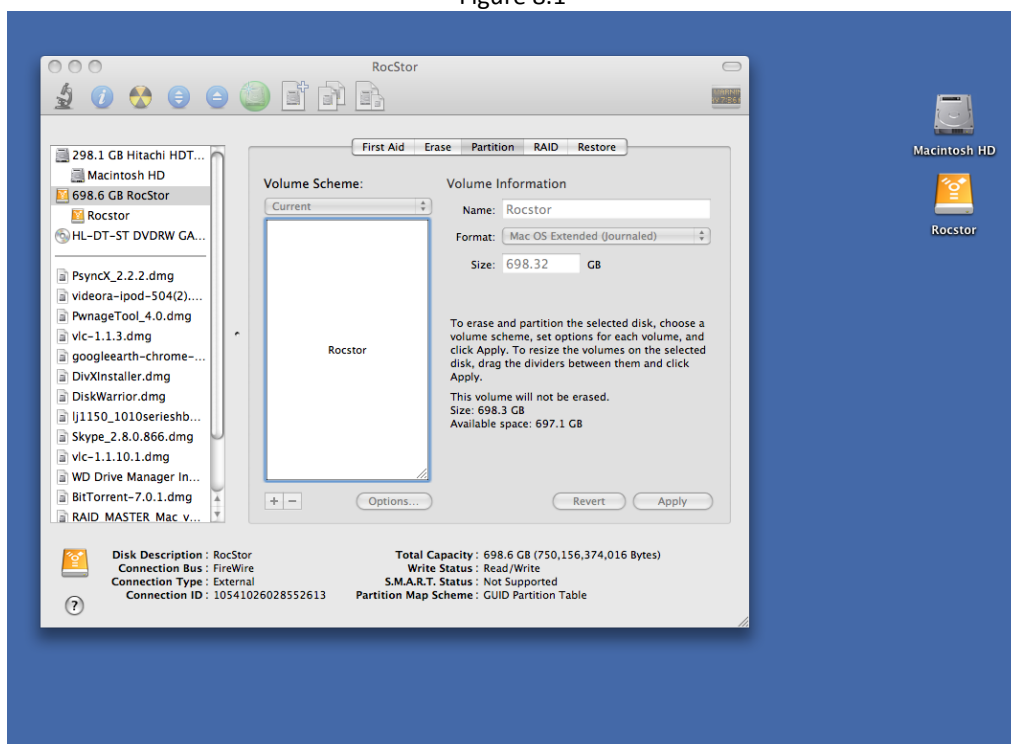 Figure 8.1
RocStor
First Aid Erase Partition RAID Restore
298.1 GB Hitachi HDT...
Macintosh HD
698.6 GB RocStor
Rocstor
HL-DT-ST DVDRW GA...
PsyncX_2.2.2.dmg
videora-ipod-504(2)....
PwnageTool_4.0.dmg
vlc-1.1.3.dmg
googleearth-chrome-...
DivXInstaller.dmg
DiskWarrior.dmg
lj1150_1010serieshb...
Skype_2.8.0.866.dmg
vlc-1.1.10.1.dmg
WD Drive Manager In...
BitTorrent-7.0.1.dmg
RAID MASTER Mac v...
Volume Scheme:
Current
Rocstor
+ −
Options...
Volume Information
Name: Rocstor
Format: Mac OS Extended (Journaled)
Size: 698.32 GB
To erase and partition the selected disk, choose a
volume scheme, set options for each volume, and
click Apply. To resize the volumes on the selected
disk, drag the dividers between them and click
Apply.
This volume will not be erased.
Size: 698.3 GB
Available space: 697.1 GB
Revert Apply
Disk Description : RocStor
Connection Bus : FireWire
Connection Type : External
Connection ID : 10541026028552613
Total Capacity : 698.6 GB (750,156,374,016 Bytes)
Write Status : Read/Write
S.M.A.R.T. Status : Not Supported
Partition Map Scheme : GUID Partition Table
?
Macintosh HD
Rocstor